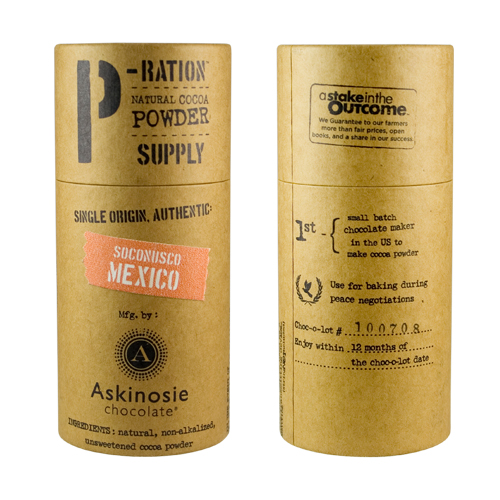 P-RATION™
NATURAL COCOA
POWDER
SUPPLY
SINGLE ORIGIN. AUTHENTIC:
SOCONUSCO
MEXICO
Mfg. by :
A
Askinosie
chocolate®
INGREDIENTS : natural, non-alkalized,
unsweetened cocoa powder
astakeinthe
OUTCOME.
We Guarantee to our farmers
more than fair prices, open
books, and a share in our success
1st - { small batch
chocolate maker
in the US to
make cocoa powder
Use for baking during
peace negotiations
Choc-o-lot # 100708
Enjoy within 12 months of
the choc-o-lot date